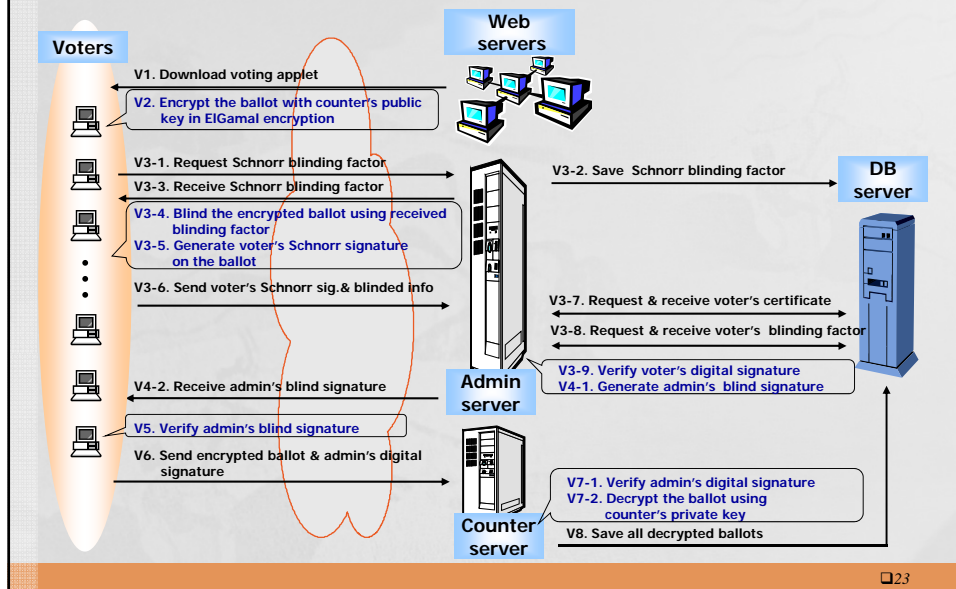 Web
servers
Voters
V1. Download voting applet
V2. Encrypt the ballot with counter's public
key in ElGamal encryption
V3-1. Request Schnorr blinding factor
V3-2. Save Schnorr blinding factor
DB
server
V3-3. Receive Schnorr blinding factor
V3-4. Blind the encrypted ballot using received
blinding factor
V3-5. Generate voter's Schnorr signature
on the ballot
V3-6. Send voter's Schnorr sig.& blinded info
V3-7. Request & receive voter's certificate
V3-8. Request & receive voter's blinding factor
V3-9. Verify voter's digital signature
V4-1. Generate admin's blind signature
Admin
server
V4-2. Receive admin's blind signature
V5. Verify admin's blind signature
V6. Send encrypted ballot & admin's digital
signature
V7-1. Verify admin's digital signature
V7-2. Decrypt the ballot using
counter's private key
Counter
server
V8. Save all decrypted ballots
❑23